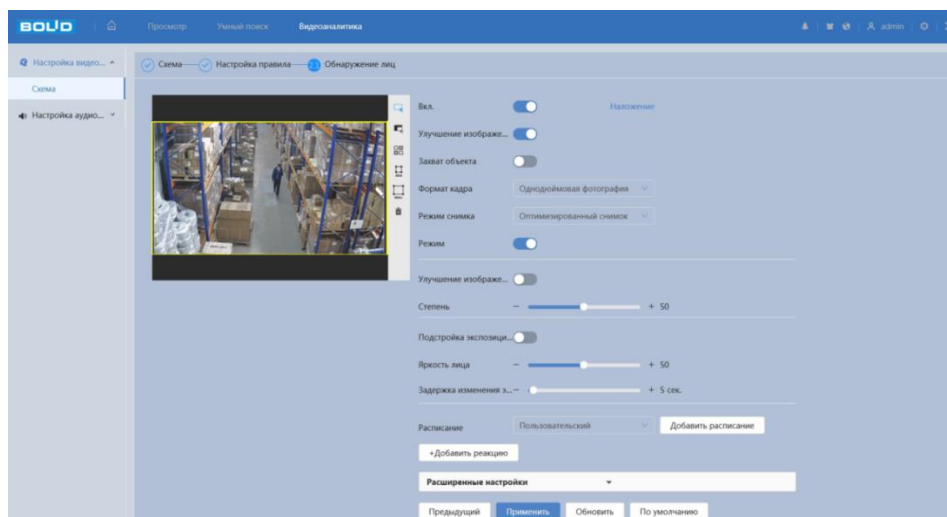 BOLID Просмотр Умный поиск Видеоаналитика admin
Настройка видео...
Схема
Настройка аудио...
Схема Настройка правила Обнаружение лиц
Вкл. Наложение
Улучшение изображе...
Захват объекта
Формат кадра Однодюймовая фотография
Режим снимка Оптимизированный снимок
Режим
Улучшение изображе...
Степень − + 50
Подстройка экспозици...
Яркость лица − + 50
Задержка изменения э... − + 5 сек.
Расписание Пользовательский Добавить расписание
+Добавить реакцию
Расширенные настройки
Предыдущий Применить Обновить По умолчанию